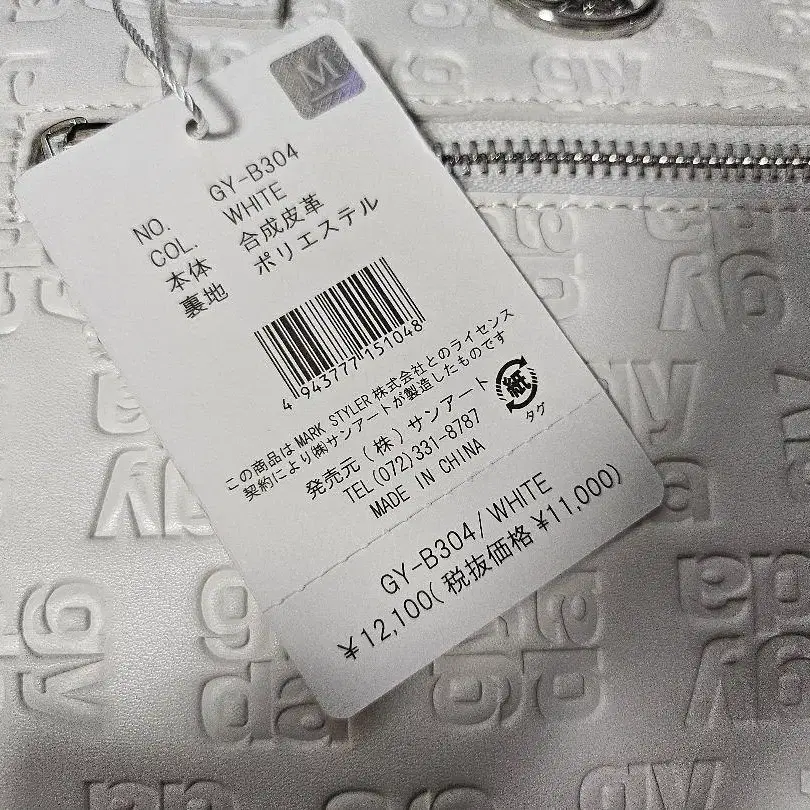 M
NO. GY-B304
COL. WHITE
本体 合成皮革
裏地 ポリエステル
4 943777 151048
この商品は MARK STYLER 株式会社とのライセンス
契約により㈱サンアートが製造したものです
発売元（株）サンアート
TEL(072)331-8787
MADE IN CHINA
紙
タグ
GY-B304/WHITE
¥12,100(税抜価格¥11,000)
gy
gy
gy